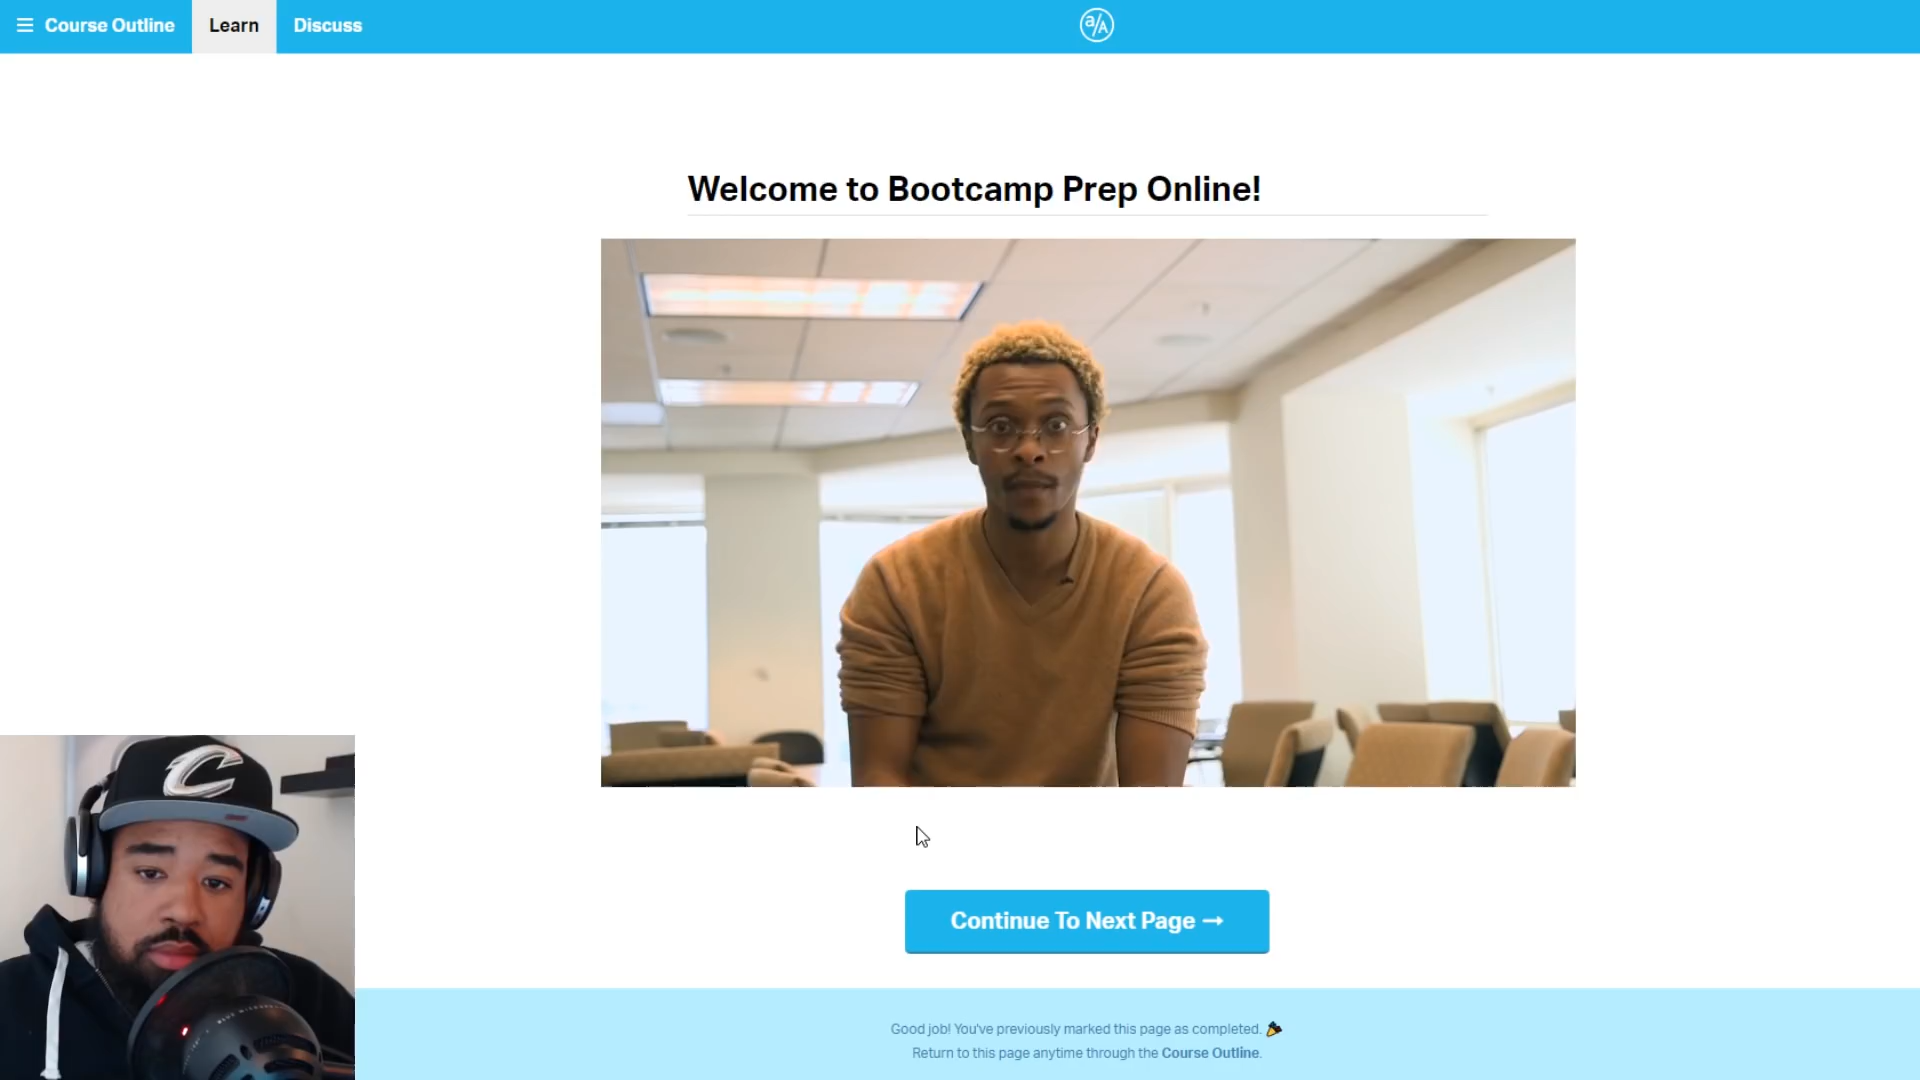 Course Outline
Learn
Discuss
a/A
Welcome to Bootcamp Prep Online!
C
Continue To Next Page →
Good job! You've previously marked this page as completed.
Return to this page anytime through the Course Outline.